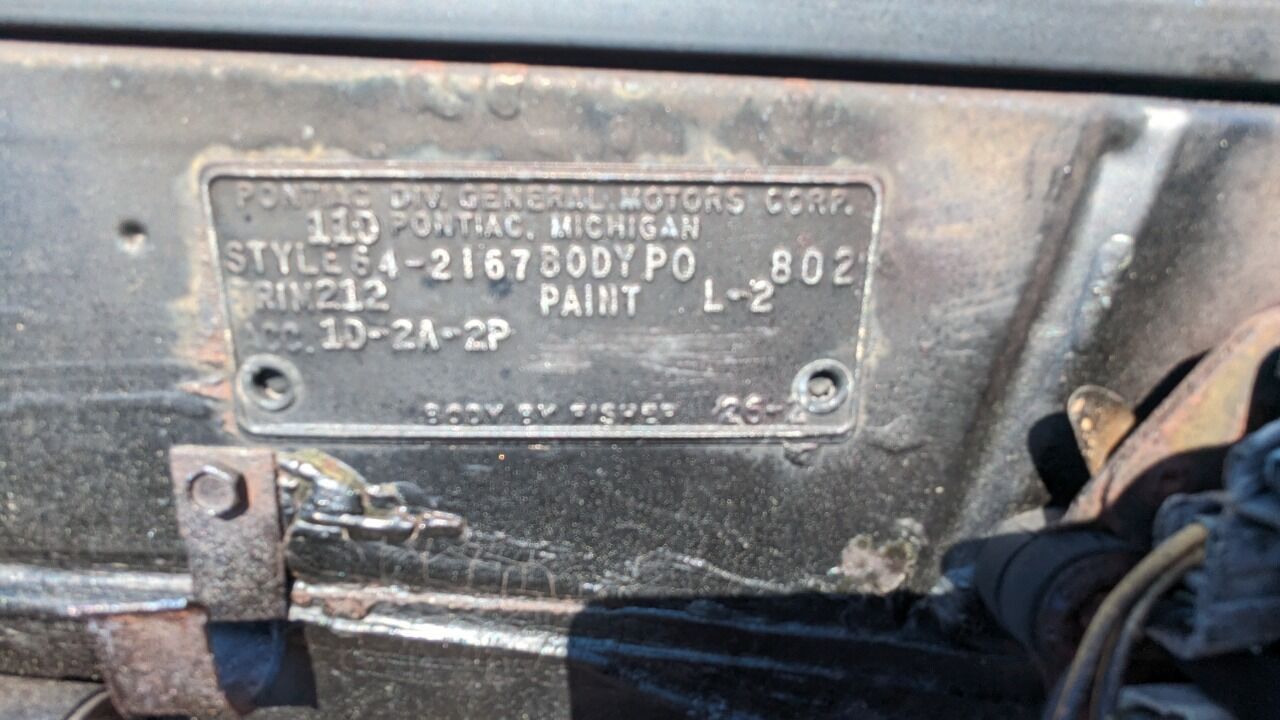 PONTIAC DIV. GENERAL MOTORS CORP.
11D PONTIAC, MICHIGAN
STYLE 64-2167 BODY PO 802
TRIM 212 PAINT L-2
ACC. 1D-2A-2P
BODY BY FISHER